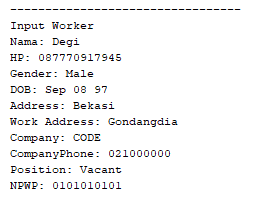 ---------------------------------
Input Worker
Nama: Degi
HP: 087770917945
Gender: Male
DOB: Sep 08 97
Address: Bekasi
Work Address: Gondangdia
Company: CODE
CompanyPhone: 021000000
Position: Vacant
NPWP: 0101010101